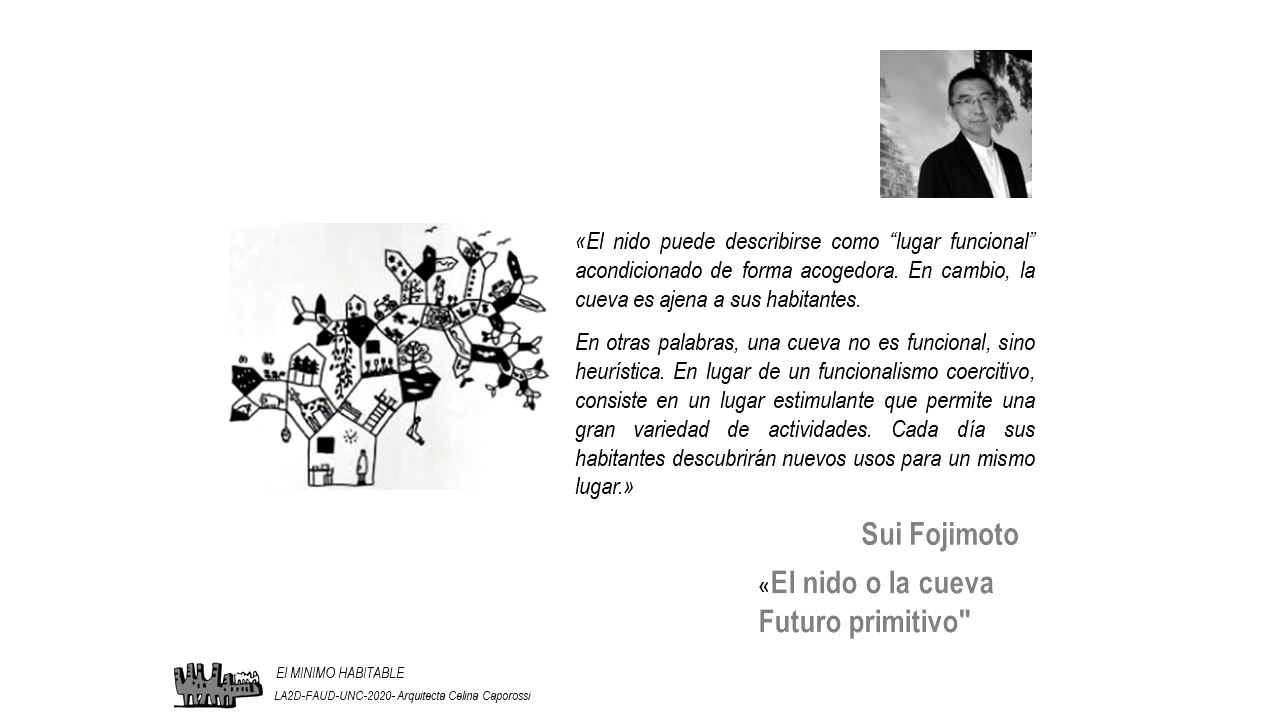 «El nido puede describirse como “lugar funcional”
acondicionado de forma acogedora. En cambio, la
cueva es ajena a sus habitantes.
En otras palabras, una cueva no es funcional, sino
heurística. En lugar de un funcionalismo coercitivo,
consiste en un lugar estimulante que permite una
gran variedad de actividades. Cada día sus
habitantes descubrirán nuevos usos para un mismo
lugar.»
Sui Fojimoto
«El nido o la cueva
Futuro primitivo"
El MINIMO HABITABLE
LA2D-FAUD-UNC-2020- Arquitecta Celina Caporossi